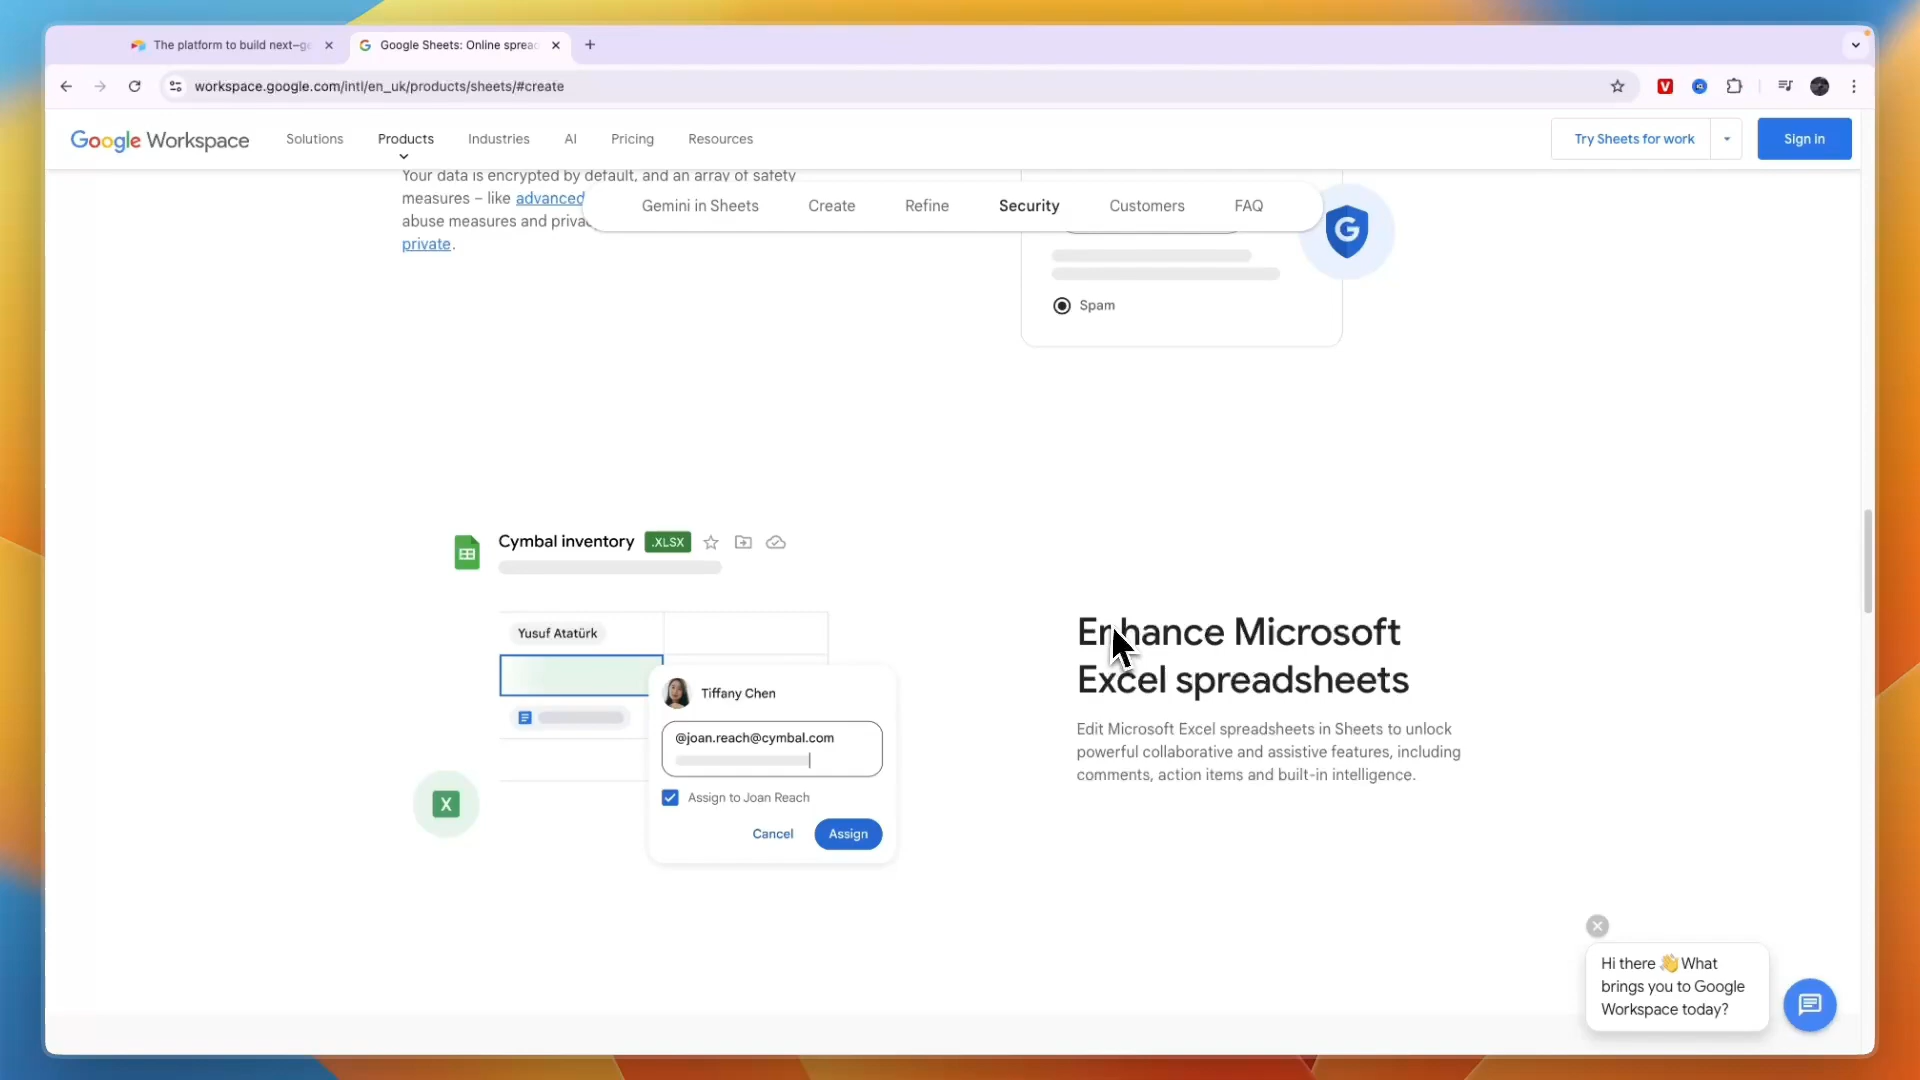 The platform to build next-ge
Google Sheets: Online sprea
workspace.google.com/intl/en_uk/products/sheets/#create
Google Workspace
Solutions
Products
Industries
AI
Pricing
Resources
Try Sheets for work
Sign in
Your data is encrypted by default, and an array of safety
measures – like advanced
abuse measures and priva
private.
Gemini in Sheets
Create
Refine
Security
Customers
FAQ
G
Spam
Cymbal inventory
.XLSX
Yusuf Atatürk
Tiffany Chen
@joan.reach@cymbal.com
Assign to Joan Reach
Cancel
Assign
X
Enhance Microsoft
Excel spreadsheets
Edit Microsoft Excel spreadsheets in Sheets to unlock
powerful collaborative and assistive features, including
comments, action items and built-in intelligence.
Hi there 👋 What
brings you to Google
Workspace today?